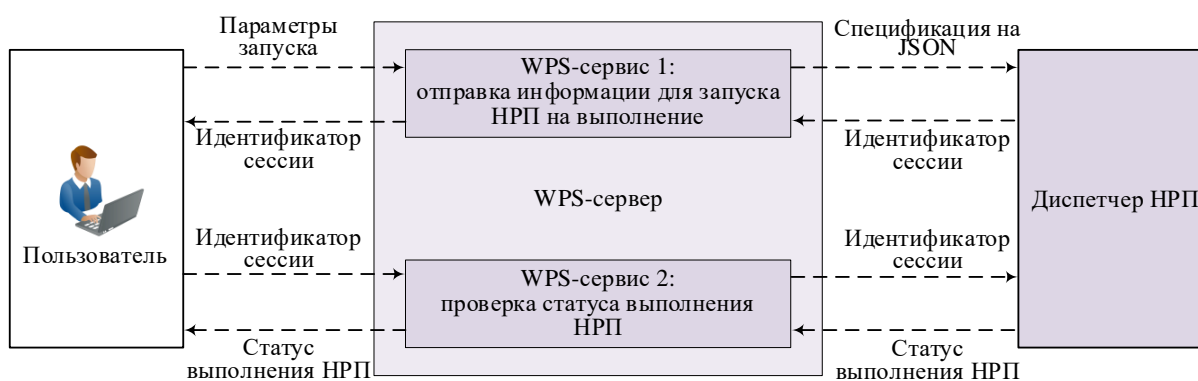 Параметры
запуска
Спецификация на
JSON
WPS-сервис 1:
отправка информации для запуска
НРП на выполнение
Идентификатор
сессии
Идентификатор
сессии
WPS-сервер
Диспетчер НРП
Пользователь
Идентификатор
сессии
Идентификатор
сессии
WPS-сервис 2:
проверка статуса выполнения
НРП
Статус
выполнения НРП
Статус
выполнения НРП